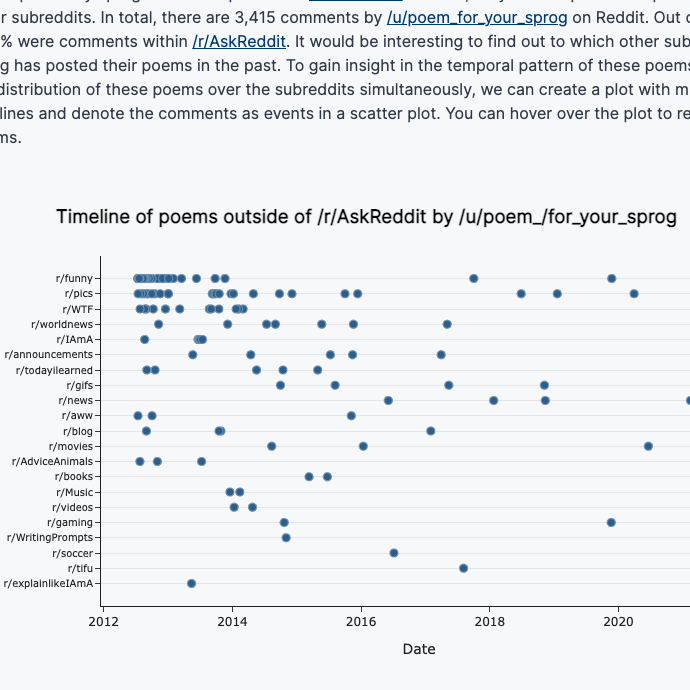 r subreddits. In total, there are 3,415 comments by /u/poem_for_your_sprog on Reddit. Out o
% were comments within /r/AskReddit. It would be interesting to find out to which other sub
g has posted their poems in the past. To gain insight in the temporal pattern of these poems
distribution of these poems over the subreddits simultaneously, we can create a plot with m
lines and denote the comments as events in a scatter plot. You can hover over the plot to re
ms.
Timeline of poems outside of /r/AskReddit by /u/poem_/for_your_sprog
r/funny
r/pics
r/WTF
r/worldnews
r/IAmA
r/announcements
r/todayilearned
r/gifs
r/news
r/aww
r/blog
r/movies
r/AdviceAnimals
r/books
r/Music
r/videos
r/gaming
r/WritingPrompts
r/soccer
r/tifu
r/explainlikeIAmA
2012 2014 2016 2018 2020
Date